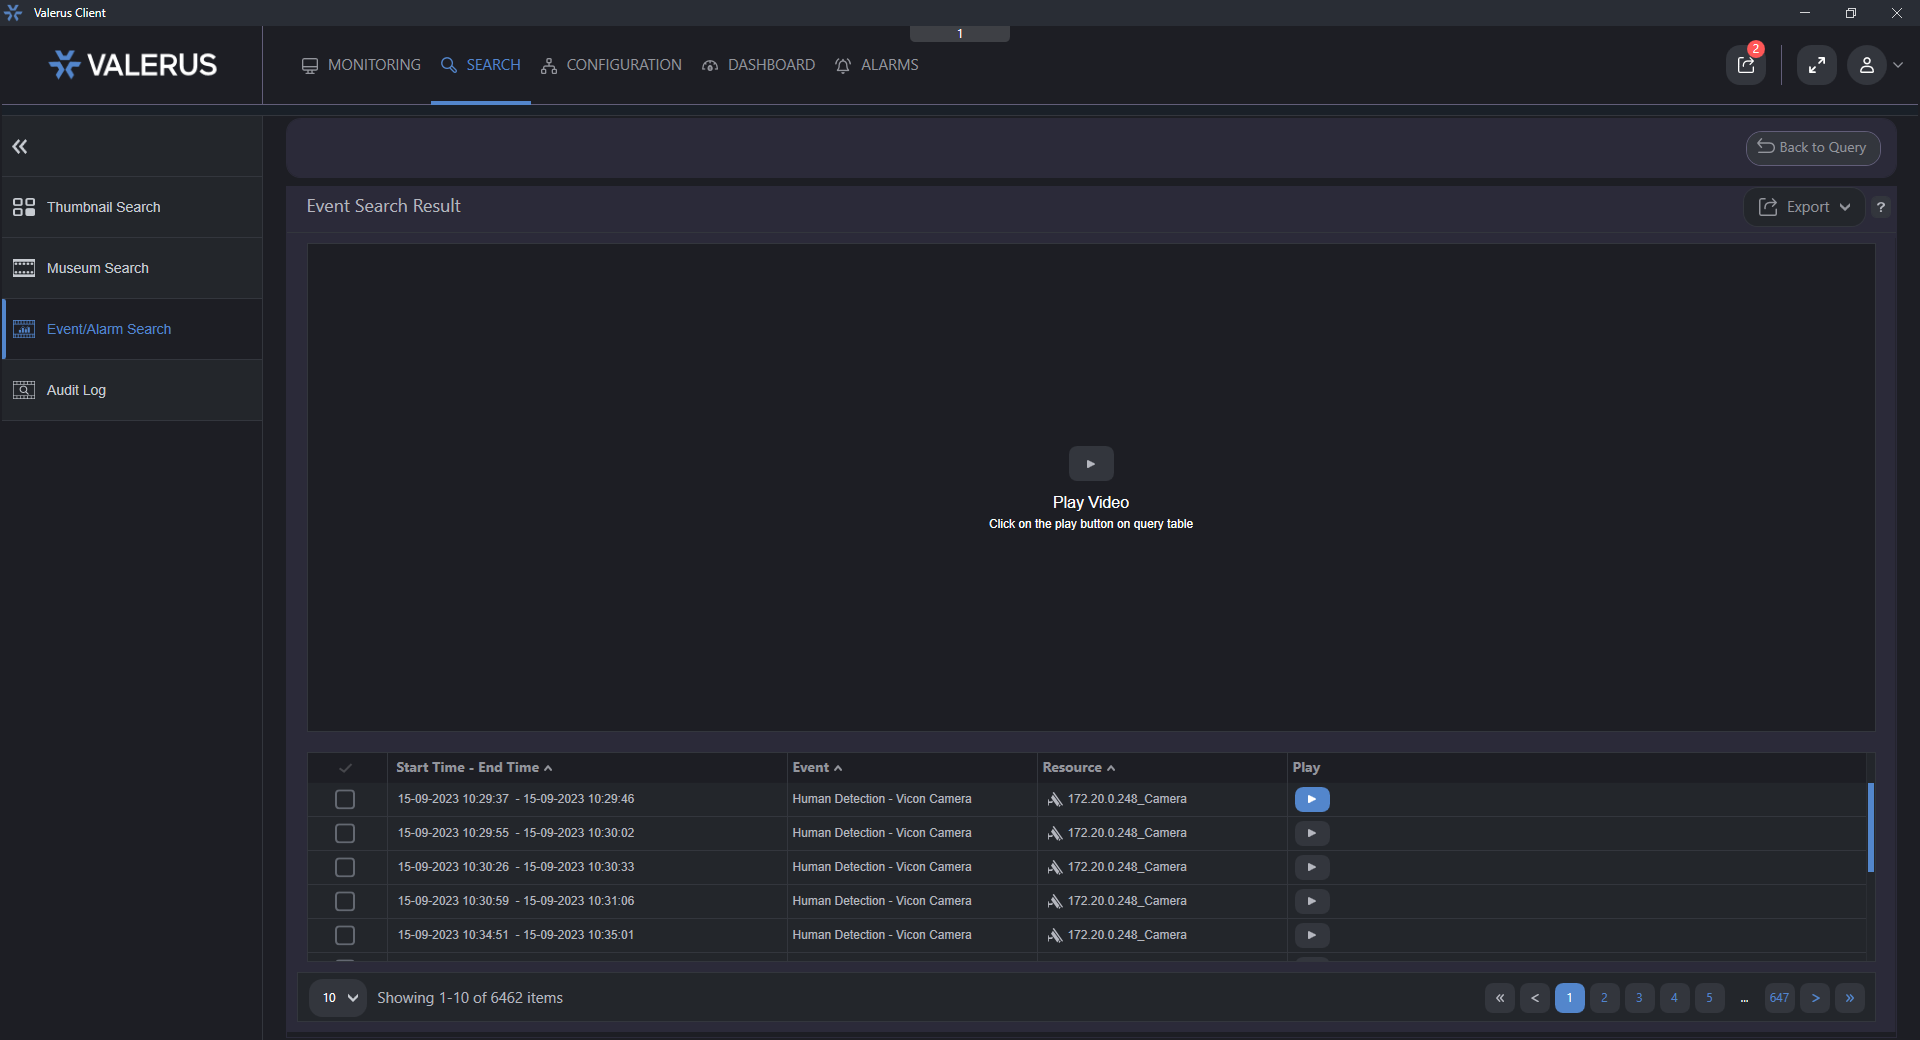 Valerus Client
1
VALERUS
MONITORING SEARCH CONFIGURATION DASHBOARD ALARMS
2
Back to Query
Thumbnail Search
Museum Search
Event/Alarm Search
Audit Log
Event Search Result
Export ?
Play Video
Click on the play button on query table
Start Time - End Time Event Resource Play
15-09-2023 10:29:37 - 15-09-2023 10:29:46 Human Detection - Vicon Camera 172.20.0.248_Camera
15-09-2023 10:29:55 - 15-09-2023 10:30:02 Human Detection - Vicon Camera 172.20.0.248_Camera
15-09-2023 10:30:26 - 15-09-2023 10:30:33 Human Detection - Vicon Camera 172.20.0.248_Camera
15-09-2023 10:30:59 - 15-09-2023 10:31:06 Human Detection - Vicon Camera 172.20.0.248_Camera
15-09-2023 10:34:51 - 15-09-2023 10:35:01 Human Detection - Vicon Camera 172.20.0.248_Camera
10 Showing 1-10 of 6462 items « < 1 2 3 4 5 ... 647 > »